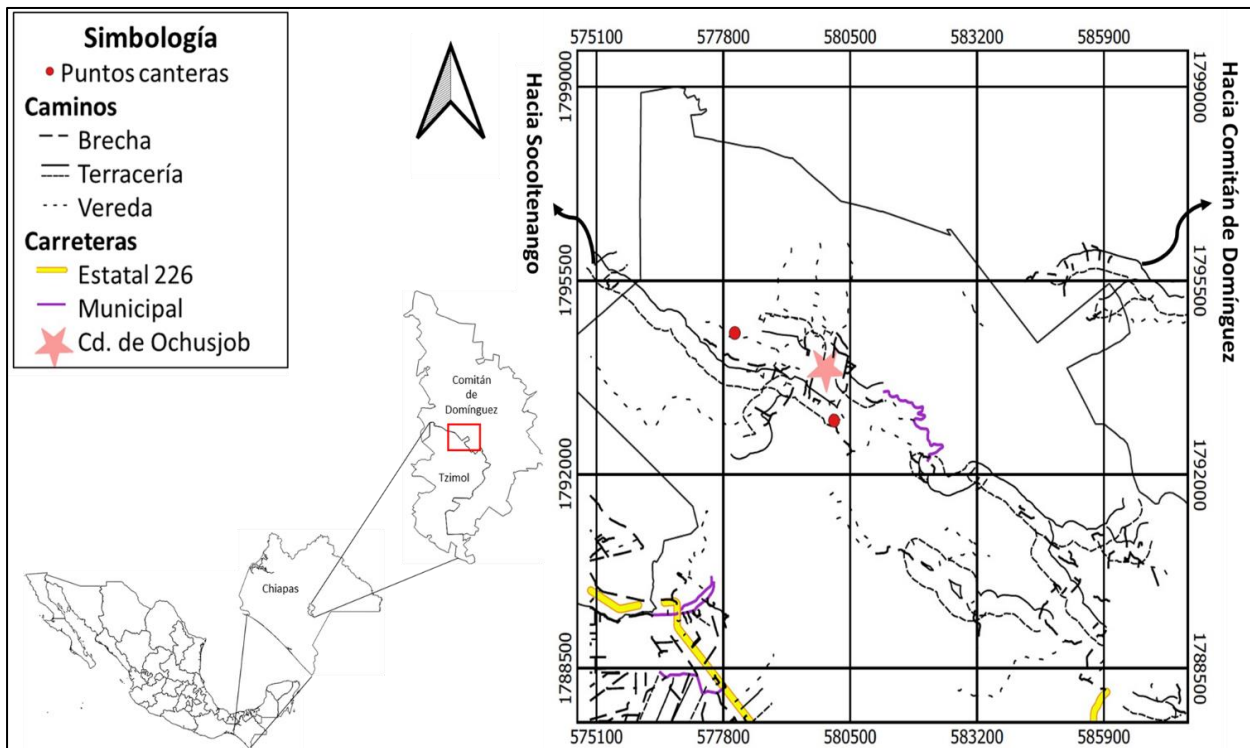 Simbología
Puntos canteras
Caminos
Brecha
Terracería
Vereda
Carreteras
Estatal 226
Municipal
Cd. de Ochusjob
Comitán
de
Domínguez
Tzimol
Chiapas
575100 577800 580500 583200 585900
Hacia Socoltenango
1799000
1795500
1792000
1788500
Hacia Comitán de Domínguez
1799000
1795500
1792000
1788500
575100 577800 580500 583200 585900